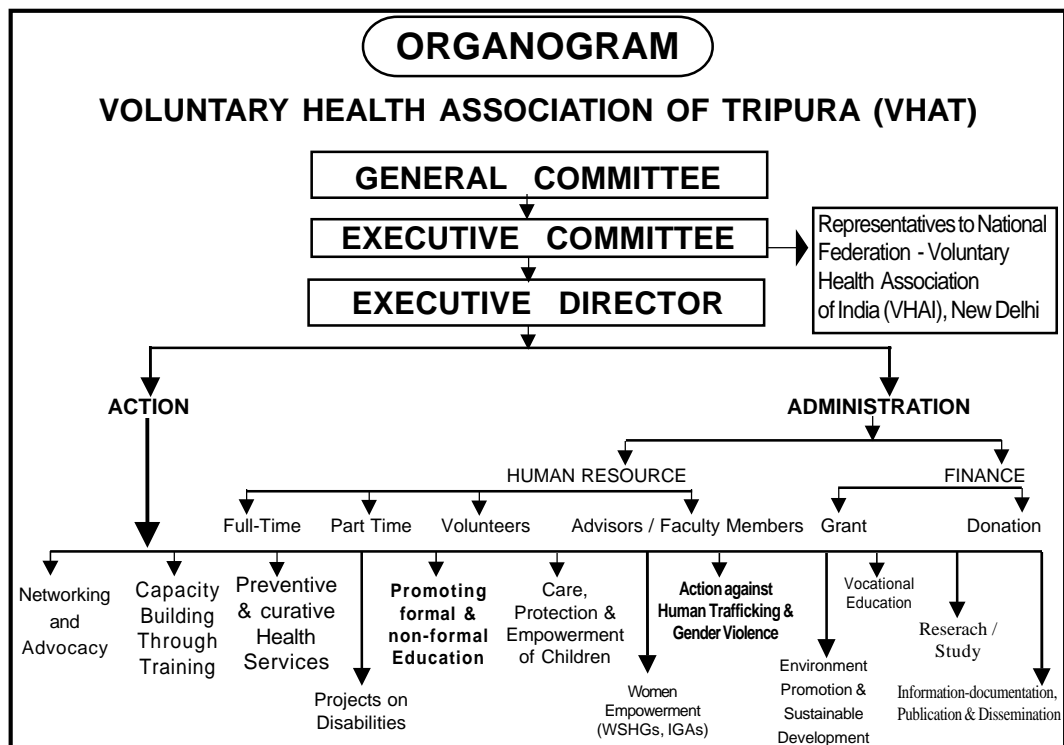 ORGANOGRAM
VOLUNTARY HEALTH ASSOCIATION OF TRIPURA (VHAT)
GENERAL COMMITTEE
EXECUTIVE COMMITTEE
Representatives to National
Federation - Voluntary
Health Association
of India (VHAI), New Delhi
EXECUTIVE DIRECTOR
ACTION
ADMINISTRATION
HUMAN RESOURCE
FINANCE
Full-Time
Part Time
Volunteers
Advisors / Faculty Members
Grant
Donation
Networking
and
Advocacy
Capacity
Building
Through
Training
Preventive
& curative
Health
Services
Projects on
Disabilities
Promoting
formal &
non-formal
Education
Care,
Protection &
Empowerment
of Children
Women
Empowerment
(WSHGs, IGAs)
Action against
Human Trafficking &
Gender Violence
Environment
Promotion &
Sustainable
Development
Vocational
Education
Reserach /
Study
Information-documentation,
Publication & Dissemination